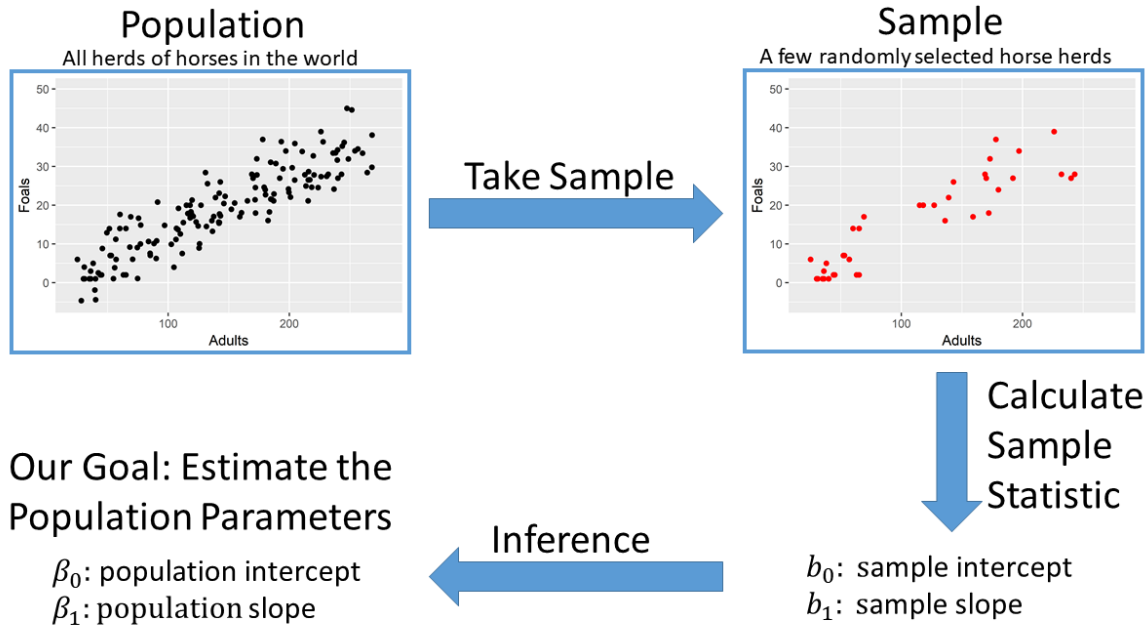 Population
All herds of horses in the world
50
40
30
20
10
0
Foals
100
200
Adults
Take Sample
Sample
A few randomly selected horse herds
50
40
30
20
10
0
Foals
100
200
Adults
Calculate
Sample
Statistic
b₀: sample intercept
b₁: sample slope
Inference
Our Goal: Estimate the
Population Parameters
β₀: population intercept
β₁: population slope